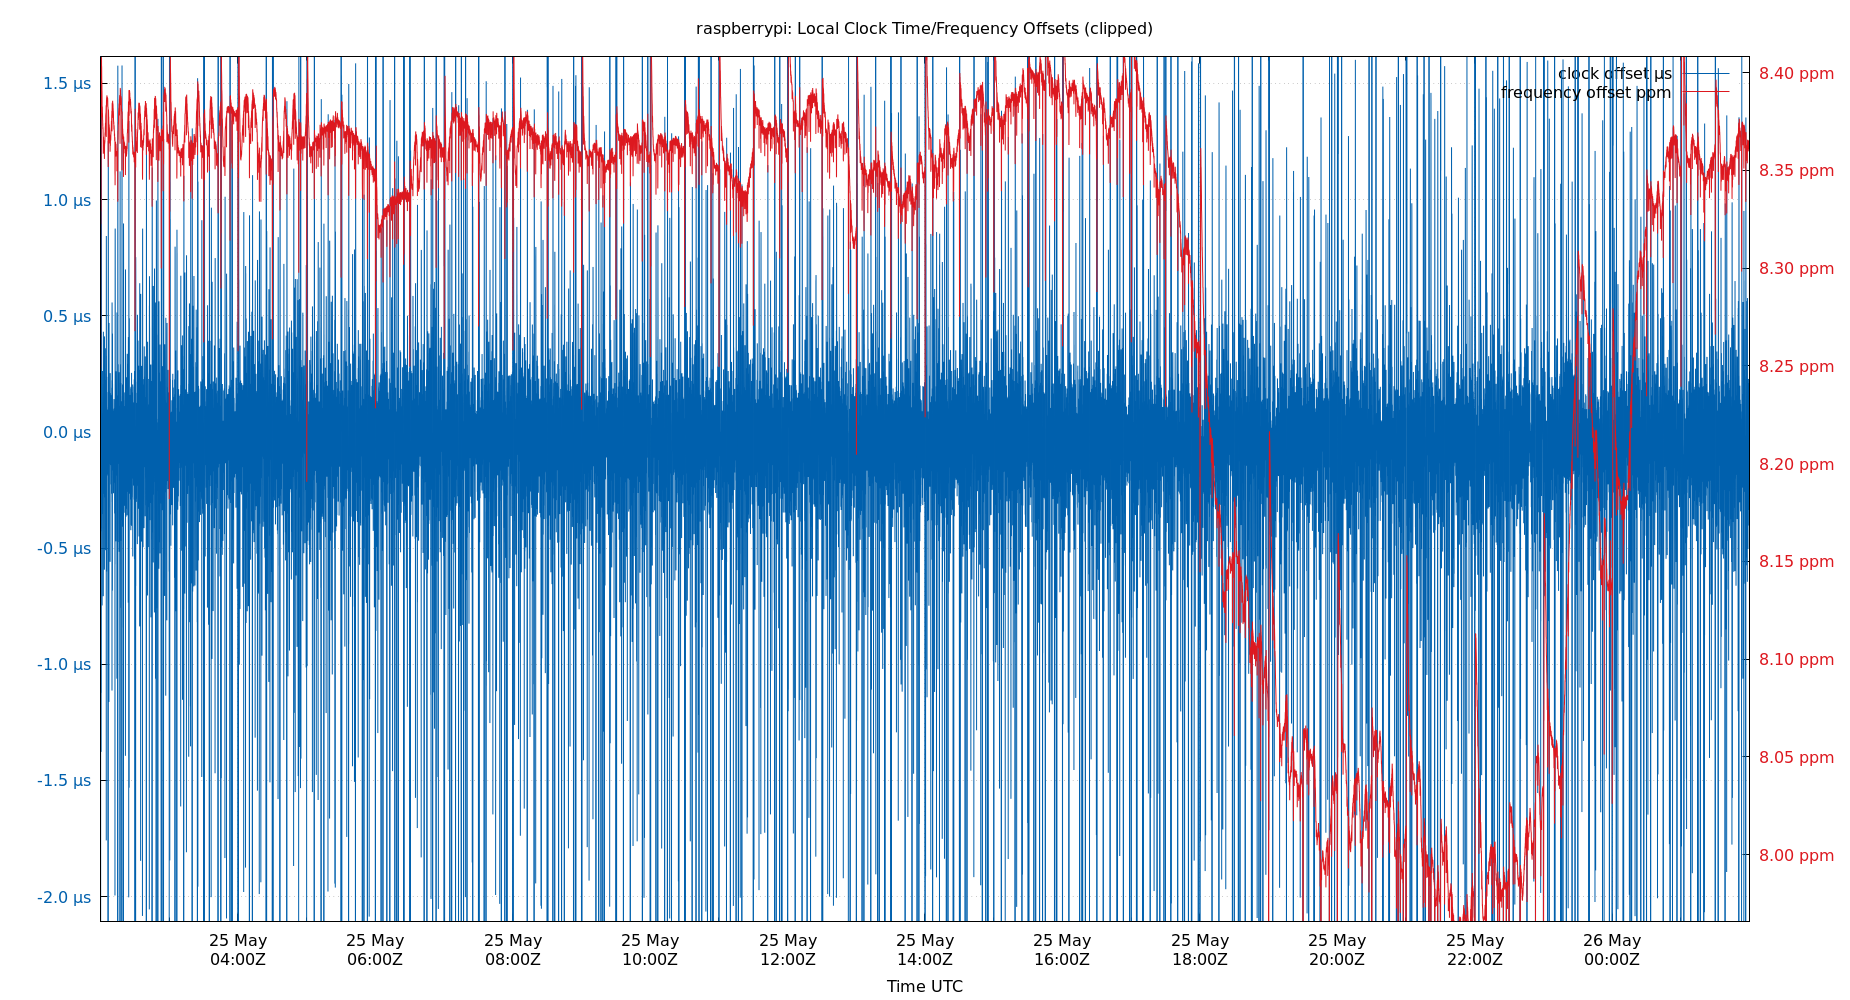 raspberrypi: Local Clock Time/Frequency Offsets (clipped)
clock offset µs
frequency offset ppm
1.5 µs
1.0 µs
0.5 µs
0.0 µs
-0.5 µs
-1.0 µs
-1.5 µs
-2.0 µs
8.40 ppm
8.35 ppm
8.30 ppm
8.25 ppm
8.20 ppm
8.15 ppm
8.10 ppm
8.05 ppm
8.00 ppm
25 May 25 May 25 May 25 May 25 May 25 May 25 May 25 May 25 May 25 May 26 May
04:00Z 06:00Z 08:00Z 10:00Z 12:00Z 14:00Z 16:00Z 18:00Z 20:00Z 22:00Z 00:00Z
Time UTC